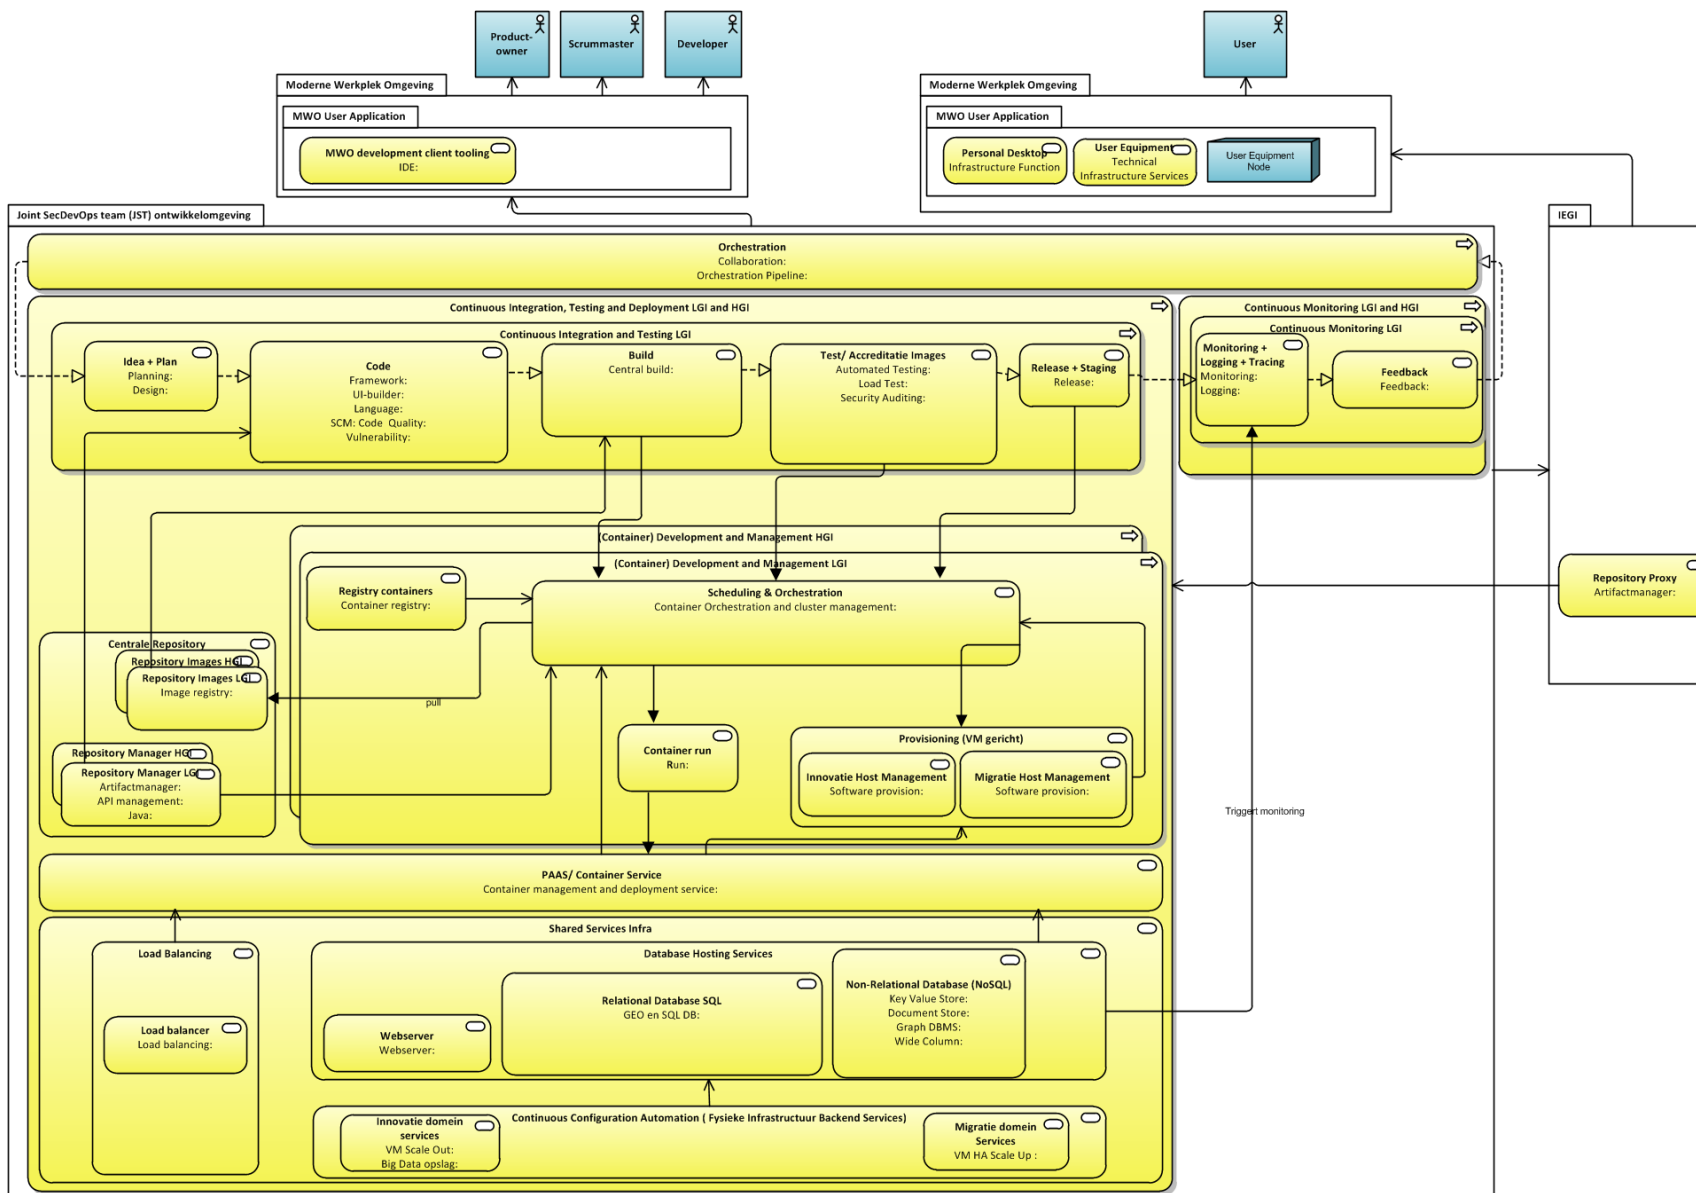 Product-
owner
Scrummaster
Developer
User
Moderne Werkplek Omgeving
MWO User Application
MWO development client tooling
IDE:
Moderne Werkplek Omgeving
MWO User Application
Personal Desktop
Infrastructure Function
User Equipment
Technical
Infrastructure Services
User Equipment
Node
Joint SecDevOps team (JST) ontwikkelomgeving
IEGI
Orchestration
Collaboration:
Orchestration Pipeline:
Continuous Integration, Testing and Deployment LGI and HGI
Continuous Integration and Testing LGI
Idea + Plan
Planning:
Design:
Code
Framework:
UI-builder:
Language:
SCM: Code  Quality:
Vulnerability:
Build
Central build:
Test/ Accreditatie Images
Automated Testing:
Load Test:
Security Auditing:
Release + Staging
Release:
Continuous Monitoring LGI and HGI
Continuous Monitoring LGI
Monitoring +
Logging + Tracing
Monitoring:
Logging:
Feedback
Feedback:
(Container) Development and Management HGI
(Container) Development and Management LGI
Registry containers
Container registry:
Scheduling & Orchestration
Container Orchestration and cluster management:
Repository Proxy
Artifactmanager:
Centrale Repository
Repository Images HGI
Repository Images LGI
Image registry:
pull
Repository Manager HGI
Repository Manager LGI
Artifactmanager:
API management:
Java:
Container run
Run:
Provisioning (VM gericht)
Innovatie Host Management
Software provision:
Migratie Host Management
Software provision:
Triggert monitoring
PAAS/ Container Service
Container management and deployment service:
Shared Services Infra
Load Balancing
Load balancer
Load balancing:
Database Hosting Services
Webserver
Webserver:
Relational Database SQL
GEO en SQL DB:
Non-Relational Database (NoSQL)
Key Value Store:
Document Store:
Graph DBMS:
Wide Column:
Continuous Configuration Automation ( Fysieke Infrastructuur Backend Services)
Innovatie domein
services
VM Scale Out:
Big Data opslag:
Migratie domein
Services
VM HA Scale Up :